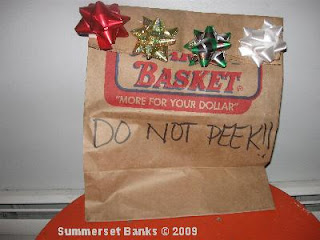 BASKET
"MORE FOR YOUR DOLLAR"
DO NOT PEEK!!
Summerset Banks © 2009